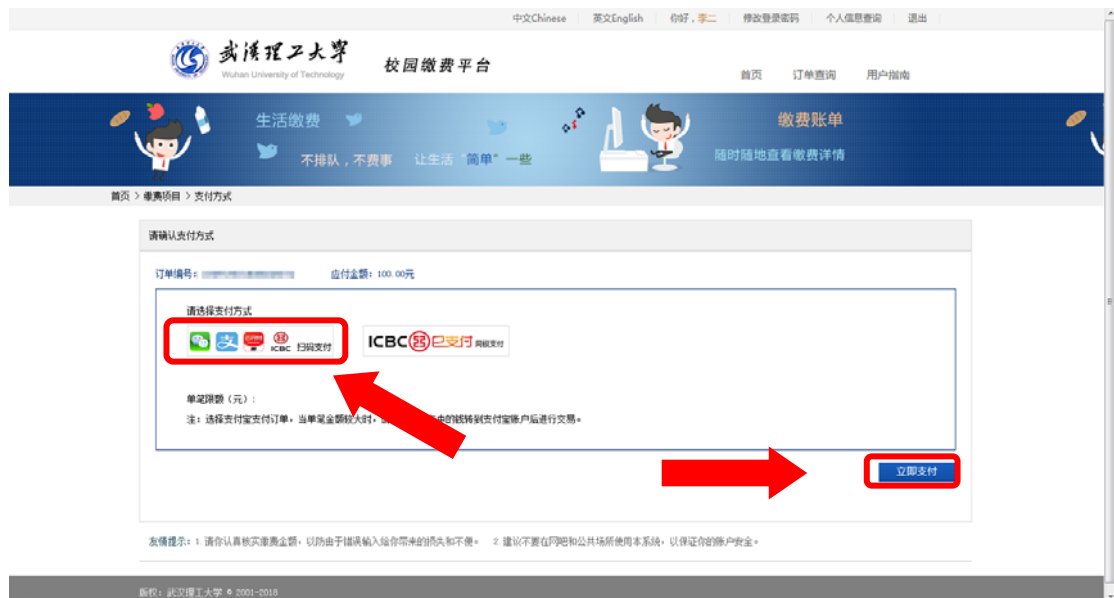 中文Chinese 英文English 你好，李二 修改登录密码 个人信息查询 退出
武汉理工大学
Wuhan University of Technology
校园缴费平台
首页 订单查询 用户指南
生活缴费
不排队，不费事 让生活“简单”一些
缴费账单
随时随地查看缴费详情
首页 > 缴费项目 > 支付方式
请确认支付方式
订单编号： 应付金额：100.00元
请选择支付方式
支 ICBC 扫码支付
ICBC 已支付 网银支付
单笔限额（元）：
注：选择支付宝支付订单，当单笔金额较大时， 中的钱转到支付宝账户后进行交易。
立即支付
友情提示：1. 请你认真核实缴费金额，以防由于错误输入给你带来的损失和不便。 2. 建议不要在网吧和公共场所使用本系统，以保证你的账户安全。
版权：武汉理工大学 © 2001-2018